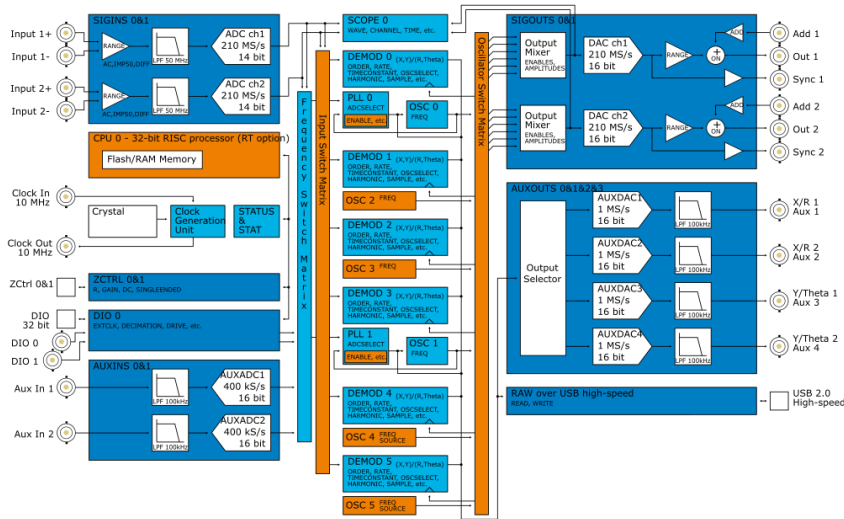 SIGINS 0&1
Input 1+
Input 1-
Input 2+
Input 2-
RANGE
AC,IMP50,DIFF
LPF 50 MHz
ADC ch1
210 MS/s
14 bit
RANGE
AC,IMP50,DIFF
LPF 50 MHz
ADC ch2
210 MS/s
14 bit
CPU 0 - 32-bit RISC processor (RT option)
Flash/RAM Memory
Clock In
10 MHz
Clock Out
10 MHz
Crystal
Clock
Generation
Unit
STATUS
&
STAT
ZCtrl 0&1
ZCTRL 0&1
R, GAIN, DC, SINGLEENDED
DIO
32 bit
DIO 0
DIO 1
DIO 0
EXTCLK, DECIMATION, DRIVE, etc.
AUXINS 0&1
Aux In 1
Aux In 2
LPF 100kHz
AUXADC1
400 kS/s
16 bit
LPF 100kHz
AUXADC2
400 kS/s
16 bit
Frequency Switch Matrix
Input Switch Matrix
SCOPE 0
WAVE, CHANNEL, TIME, etc.
DEMOD 0 (X,Y)/(R,Theta)
ORDER, RATE,
TIMECONSTANT, OSCSELECT,
HARMONIC, SAMPLE, etc.
PLL 0
ADCSELECT
ENABLE, etc.
OSC 0
FREQ
DEMOD 1 (X,Y)/(R,Theta)
ORDER, RATE,
TIMECONSTANT, OSCSELECT,
HARMONIC, SAMPLE, etc.
OSC 2 FREQ
DEMOD 2 (X,Y)/(R,Theta)
ORDER, RATE,
TIMECONSTANT, OSCSELECT,
HARMONIC, SAMPLE, etc.
OSC 3 FREQ
DEMOD 3 (X,Y)/(R,Theta)
ORDER, RATE,
TIMECONSTANT, OSCSELECT,
HARMONIC, SAMPLE, etc.
PLL 1
ADCSELECT
ENABLE, etc.
OSC 1
FREQ
DEMOD 4 (X,Y)/(R,Theta)
ORDER, RATE,
TIMECONSTANT, OSCSELECT,
HARMONIC, SAMPLE, etc.
OSC 4 FREQ
SOURCE
DEMOD 5 (X,Y)/(R,Theta)
ORDER, RATE,
TIMECONSTANT, OSCSELECT,
HARMONIC, SAMPLE, etc.
OSC 5 FREQ
SOURCE
Oscillator Switch Matrix
SIGOUTS 0&1
Output
Mixer
ENABLES,
AMPLITUDES
DAC ch1
210 MS/s
16 bit
RANGE
ADD
ON
Add 1
Out 1
Sync 1
Output
Mixer
ENABLES,
AMPLITUDES
DAC ch2
210 MS/s
16 bit
RANGE
ADD
ON
Add 2
Out 2
Sync 2
AUXOUTS 0&1&2&3
Output
Selector
AUXDAC1
1 MS/s
16 bit
LPF 100kHz
X/R 1
Aux 1
AUXDAC2
1 MS/s
16 bit
LPF 100kHz
X/R 2
Aux 2
AUXDAC3
1 MS/s
16 bit
LPF 100kHz
Y/Theta 1
Aux 3
AUXDAC4
1 MS/s
16 bit
LPF 100kHz
Y/Theta 2
Aux 4
RAW over USB high-speed
READ, WRITE
USB 2.0
High-speed